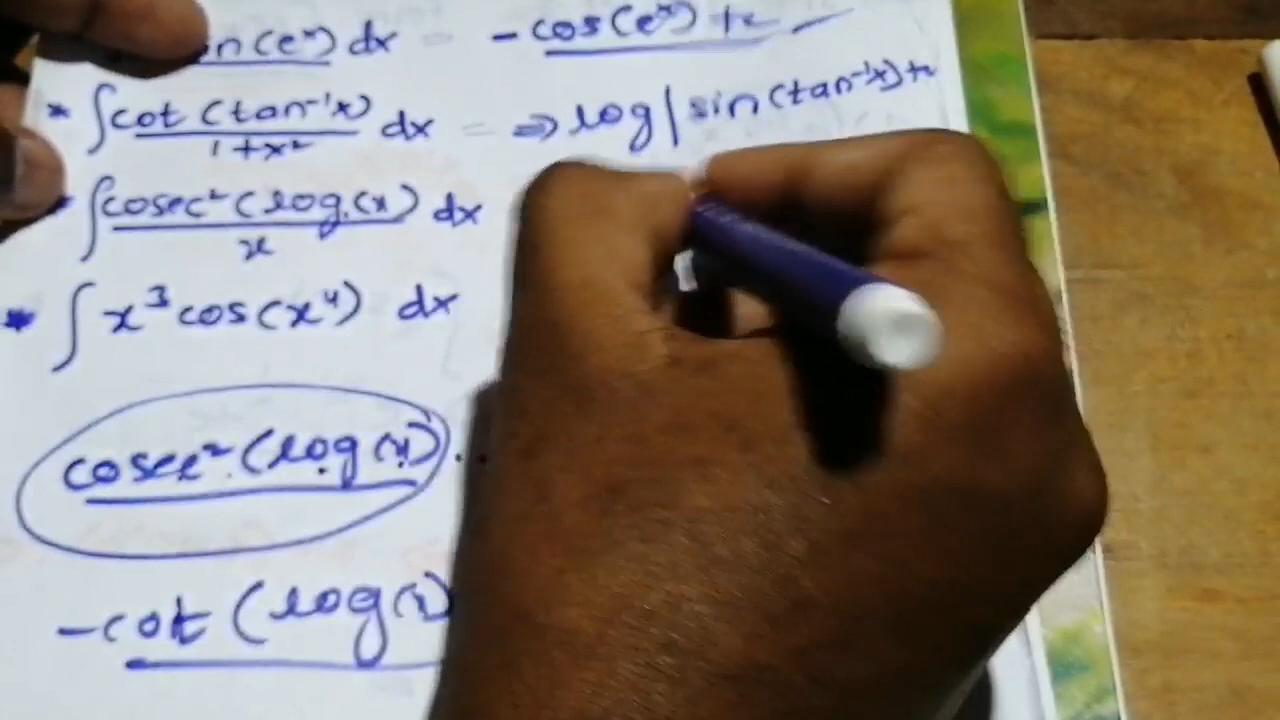 in(eˣ) dx = -cos(eˣ) + c
* ∫ cot (tan⁻¹x) / 1+x² dx = ⇒ log | sin(tan⁻¹x) + c
* ∫ cosec² (log(x) / x dx
* ∫ x³ cos(x⁴) dx
cosec² (log(x)
-cot (log(x)